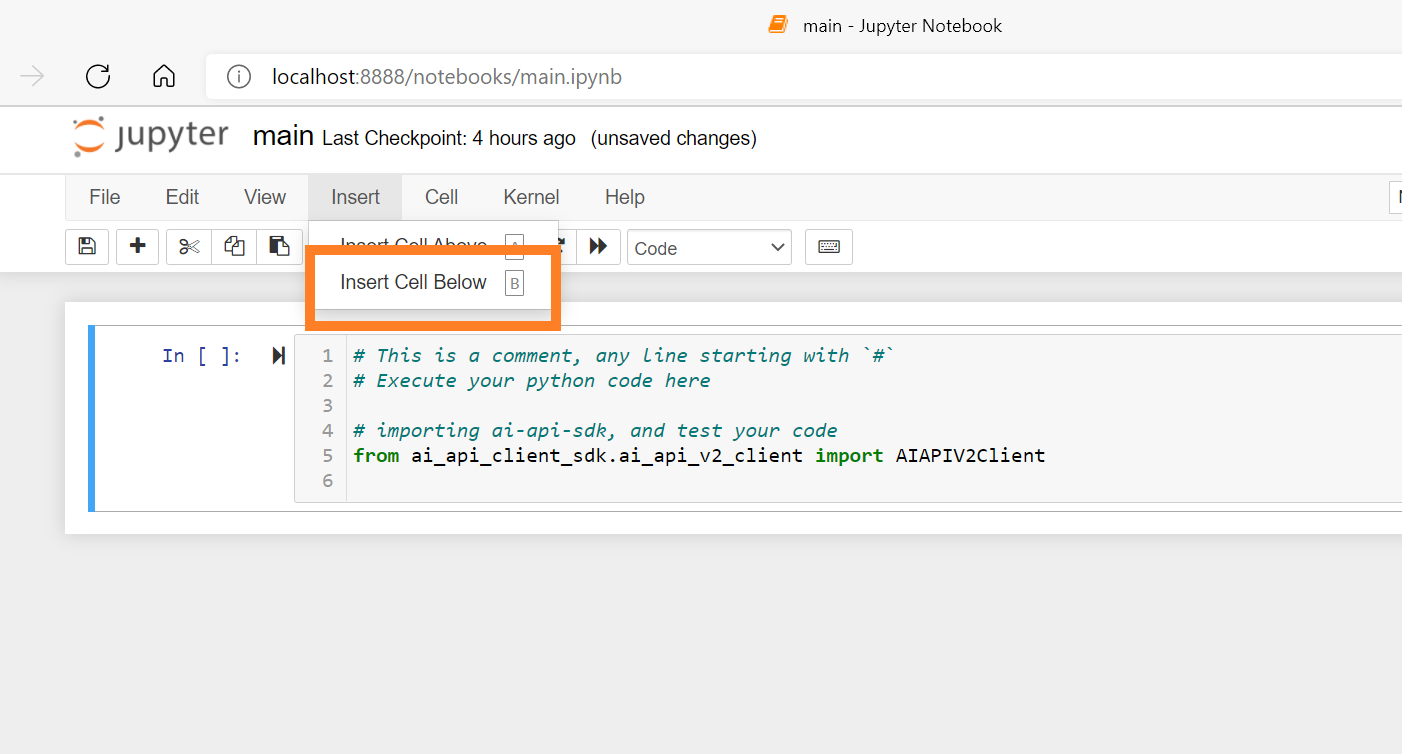 main - Jupyter Notebook
localhost:8888/notebooks/main.ipynb
jupyter main Last Checkpoint: 4 hours ago (unsaved changes)
File Edit View Insert Cell Kernel Help
Insert Cell Above A
Code
Insert Cell Below B
In [ ]:
1 # This is a comment, any line starting with `#`
2 # Execute your python code here
3
4 # importing ai-api-sdk, and test your code
5 from ai_api_client_sdk.ai_api_v2_client import AIAPIV2Client
6